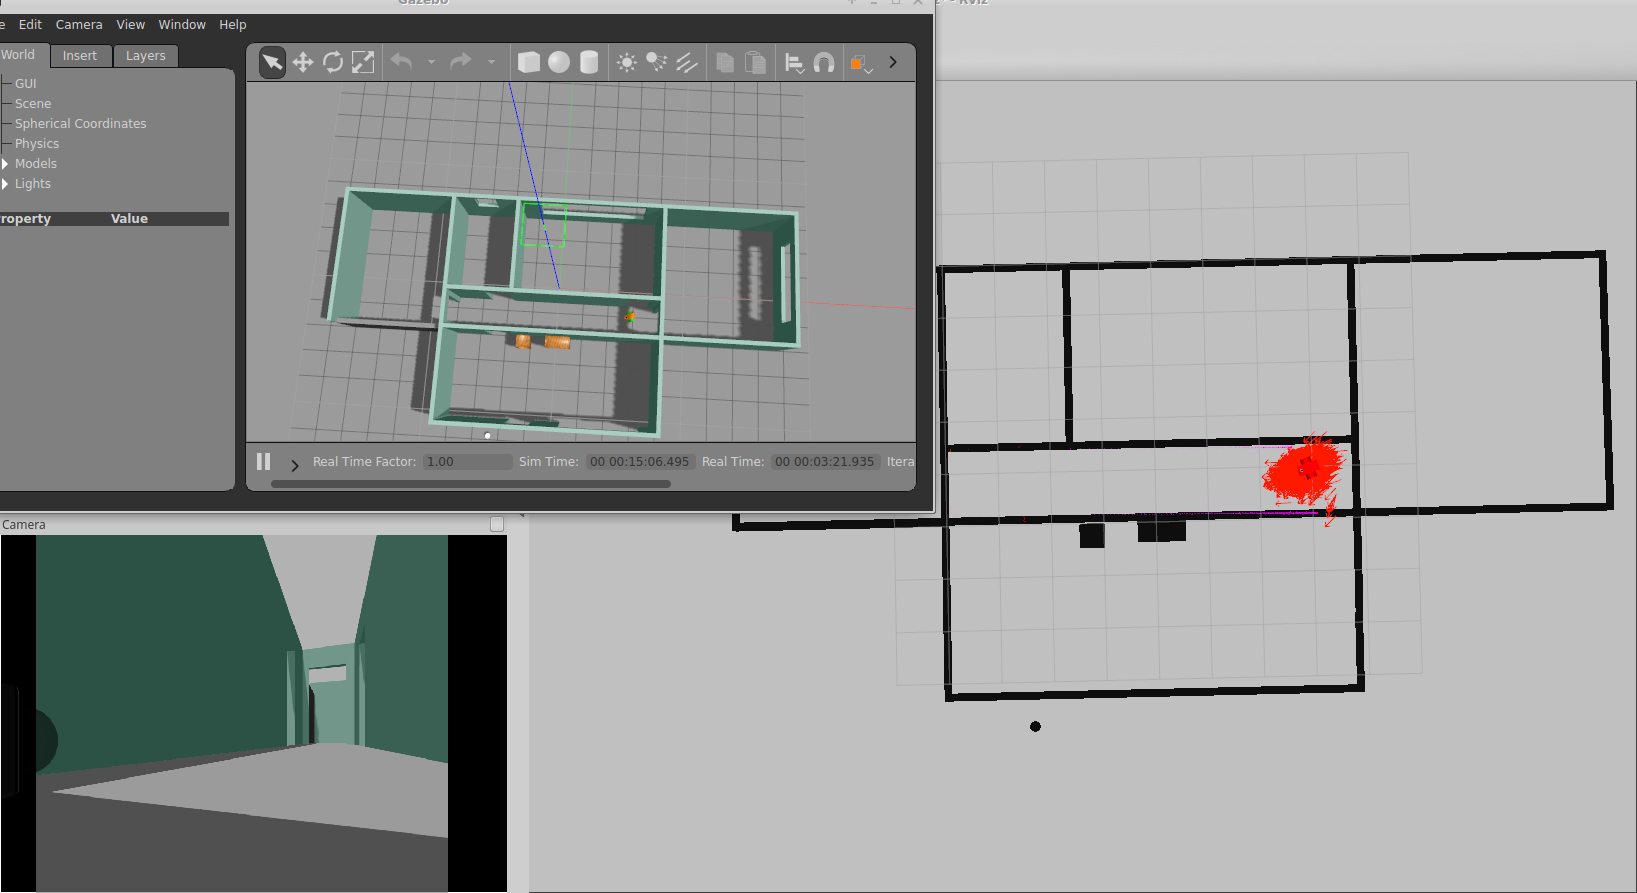 Gazebo
RViz
e Edit Camera View Window Help
World Insert Layers
GUI
Scene
Spherical Coordinates
Physics
Models
Lights
roperty Value
Real Time Factor: 1.00 Sim Time: 00 00:15:06.495 Real Time: 00 00:03:21.935 Itera
Camera